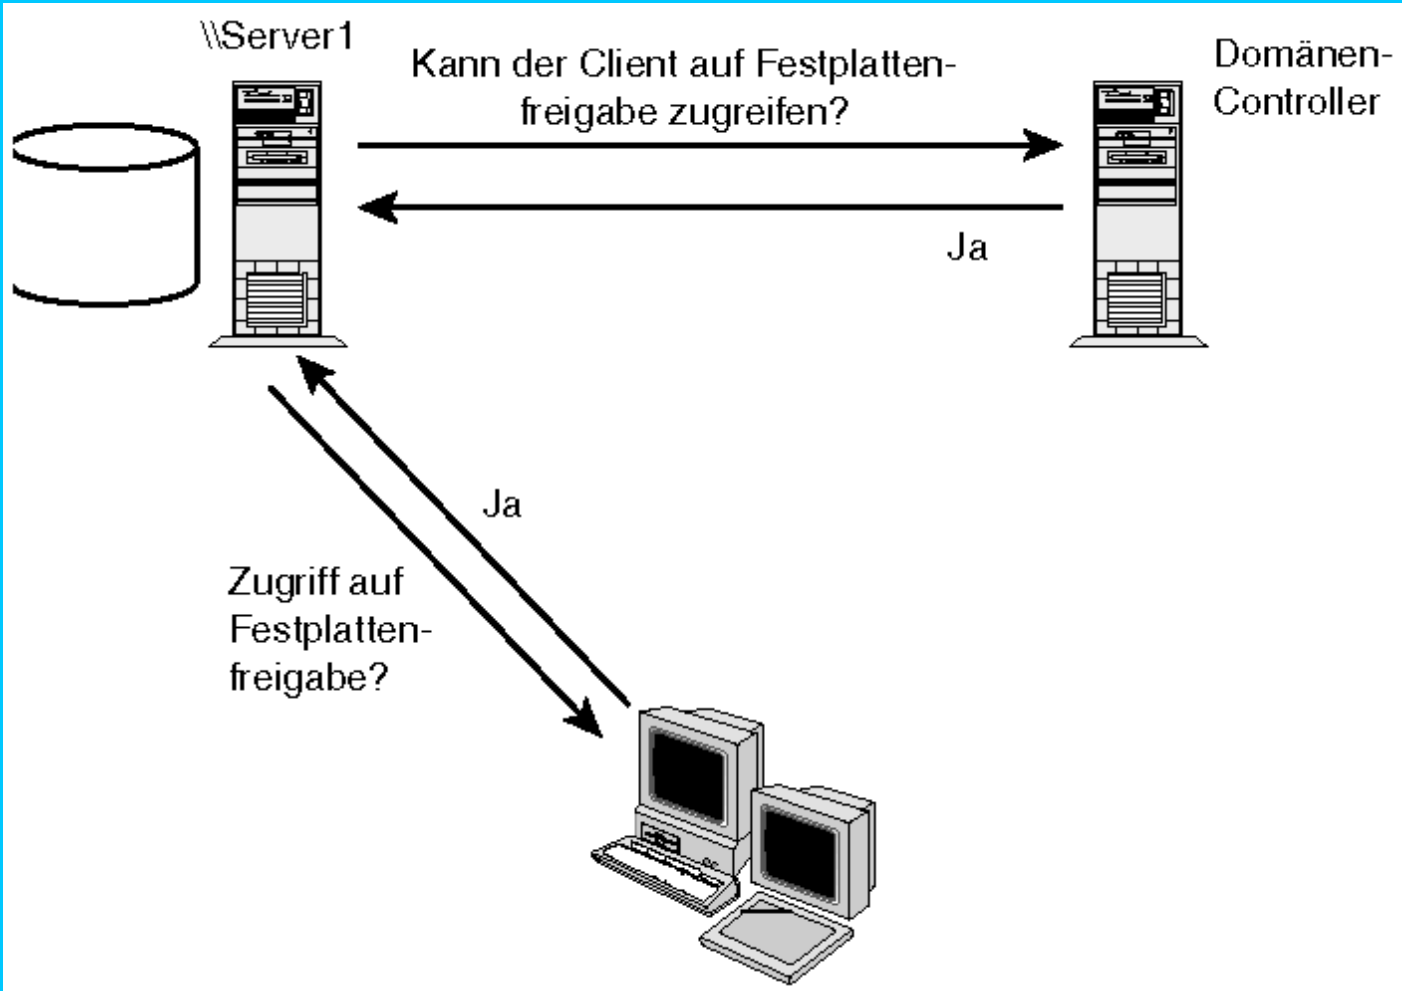 \\Server1
Kann der Client auf Festplatten-
freigabe zugreifen?
Domänen-
Controller
Ja
Ja
Zugriff auf
Festplatten-
freigabe?